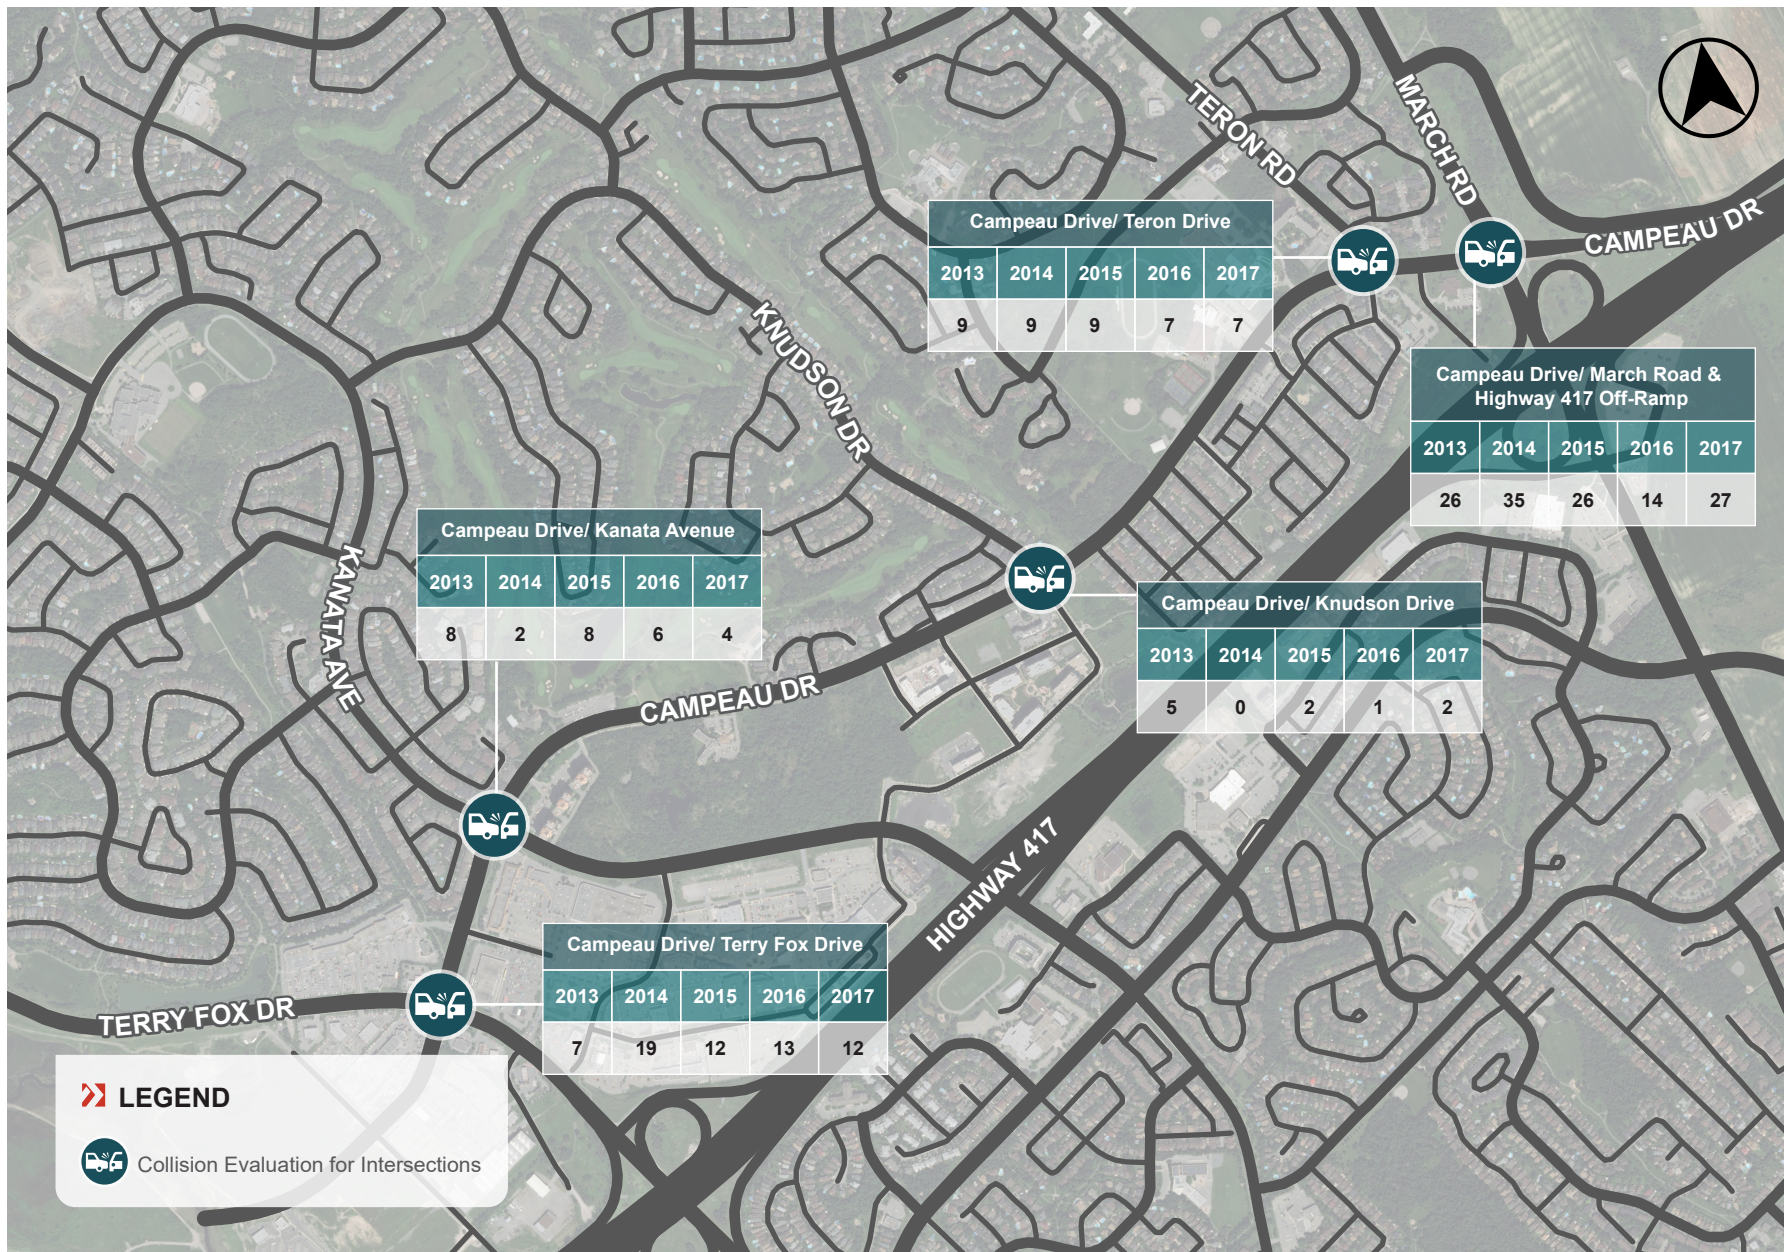 TERON RD
MARCH RD
CAMPEAU DR
Campeau Drive/ Teron Drive
2013 2014 2015 2016 2017
9 9 9 7 7
KNUDSON DR
Campeau Drive/ March Road &
Highway 417 Off-Ramp
2013 2014 2015 2016 2017
26 35 26 14 27
Campeau Drive/ Kanata Avenue
2013 2014 2015 2016 2017
8 2 8 6 4
KANATA AVE
Campeau Drive/ Knudson Drive
2013 2014 2015 2016 2017
5 0 2 1 2
CAMPEAU DR
HIGHWAY 417
Campeau Drive/ Terry Fox Drive
2013 2014 2015 2016 2017
7 19 12 13 12
TERRY FOX DR
LEGEND
Collision Evaluation for Intersections